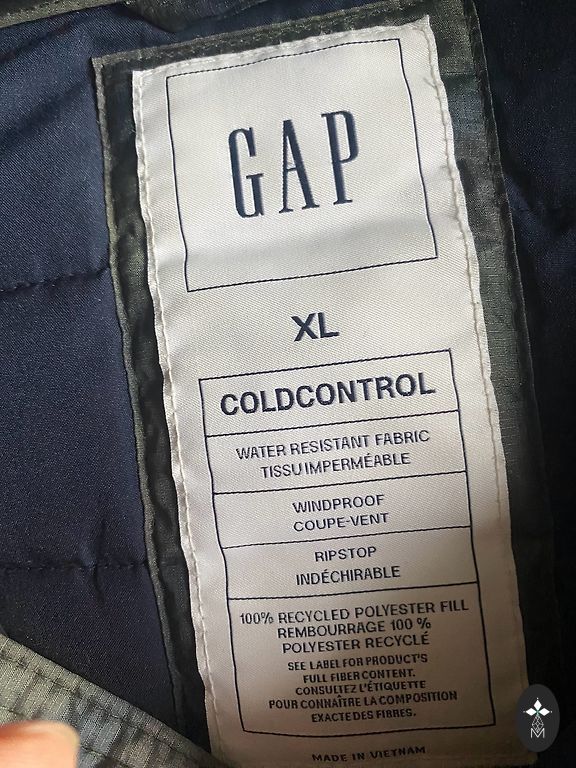 GAP
XL
COLDCONTROL
WATER RESISTANT FABRIC
TISSU IMPERMÉABLE
WINDPROOF
COUPE-VENT
RIPSTOP
INDÉCHIRABLE
100% RECYCLED POLYESTER FILL
REMBOURRAGE 100 %
POLYESTER RECYCLÉ
SEE LABEL FOR PRODUCT'S
FULL FIBER CONTENT.
CONSULTEZ L'ÉTIQUETTE
POUR CONNAÎTRE LA COMPOSITION
EXACTE DES FIBRES.
MADE IN VIETNAM